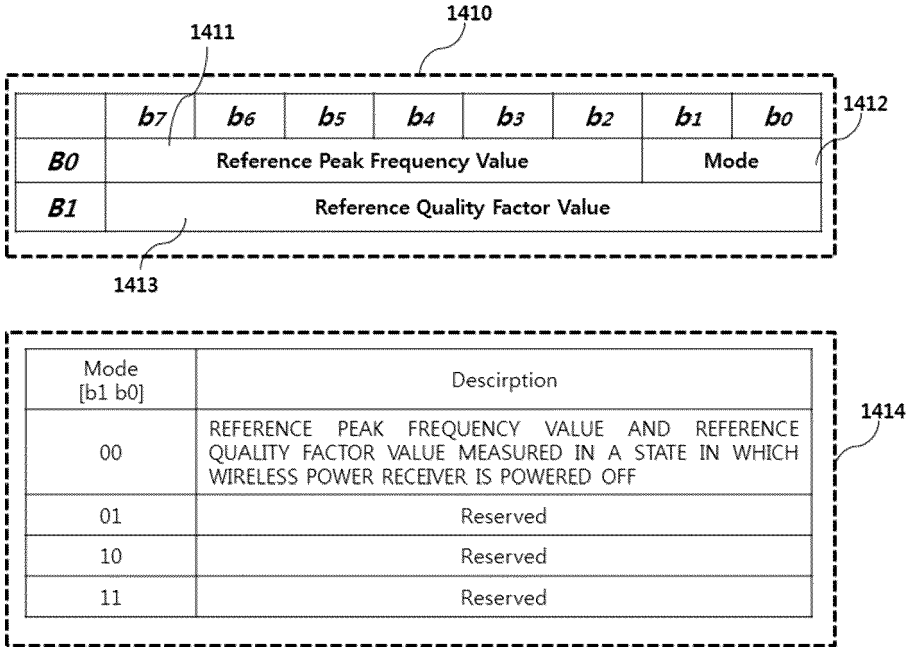 1410
1411
1412
b7 b6 b5 b4 b3 b2 b1 b0
B0 Reference Peak Frequency Value Mode
B1 Reference Quality Factor Value
1413
Mode
[b1 b0]
Descirption
1414
00
REFERENCE PEAK FREQUENCY VALUE AND REFERENCE
QUALITY FACTOR VALUE MEASURED IN A STATE IN WHICH
WIRELESS POWER RECEIVER IS POWERED OFF
01 Reserved
10 Reserved
11 Reserved